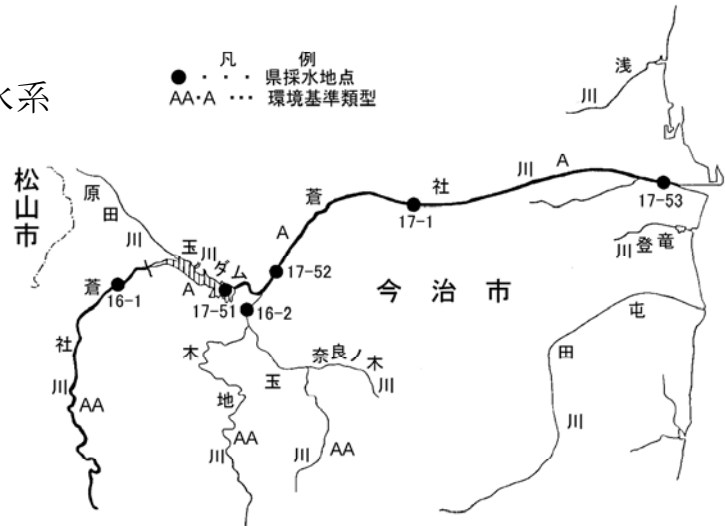 水系
凡 例
● ・ ・ ・ 県採水地点
AA・A ・・・ 環境基準類型
松山市
今治市
浅川
原田川
玉川ダム
A
蒼社川
A
A
蒼社川
AA
木地川
AA
玉川
AA
奈良ノ木川
登竜川
屯田川
16-1
16-2
17-51
17-52
17-1
17-53